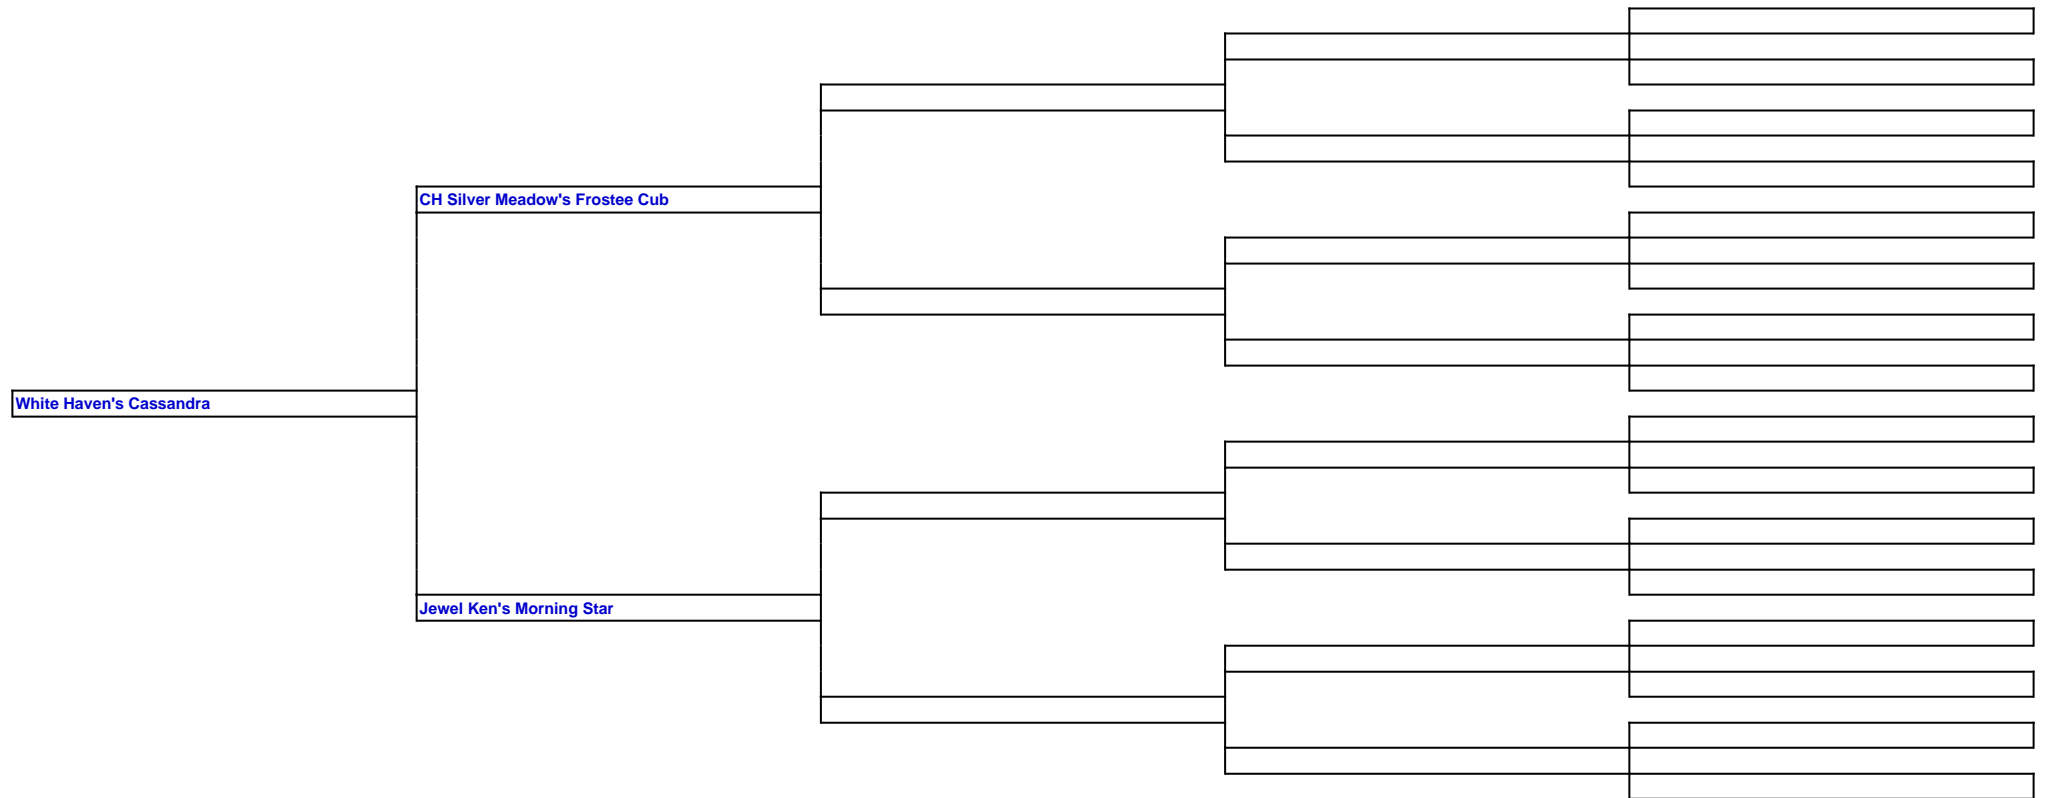 CH Silver Meadow's Frostee Cub
White Haven's Cassandra
Jewel Ken's Morning Star